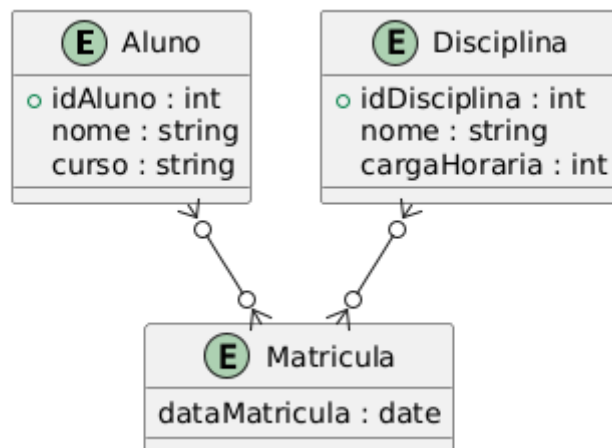 E Aluno
idAluno : int
nome : string
curso : string
E Disciplina
idDisciplina : int
nome : string
cargaHoraria : int
E Matricula
dataMatricula : date